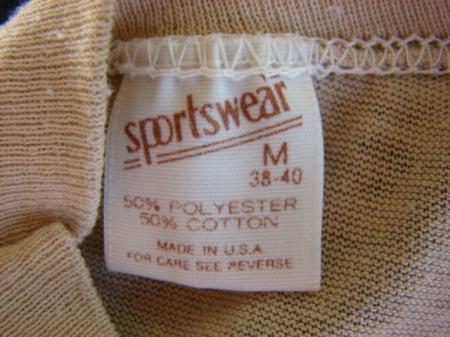 sportswear
M
38-40
50% POLYESTER
50% COTTON
MADE IN U.S.A.
FOR CARE SEE REVERSE